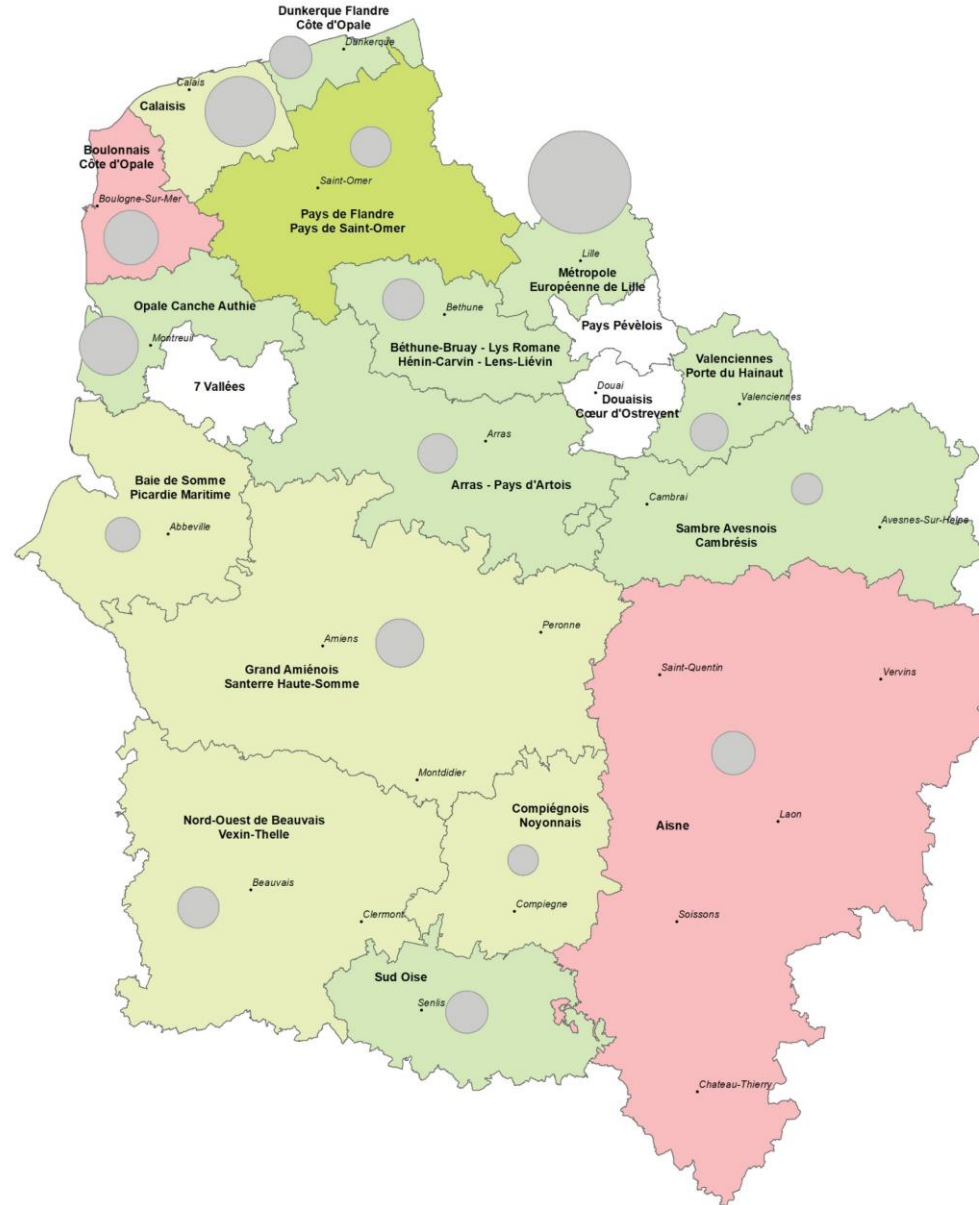 Dunkerque Flandre
Côte d'Opale
Dunkerque
Calais
Calaisis
Boulonnais
Côte d'Opale
Saint-Omer
Boulogne-Sur-Mer
Pays de Flandre
Pays de Saint-Omer
Lille
Métropole
Européenne de Lille
Opale Canche Authie
Bethune
Pays Pévèlois
Montreuil
Béthune-Bruay - Lys Romane
Hénin-Carvin - Lens-Liévin
Valenciennes
Porte du Hainaut
7 Vallées
Douai
Douaisis
Cœur d'Ostrevent
Valenciennes
Arras
Baie de Somme
Picardie Maritime
Arras - Pays d'Artois
Cambrai
Abbeville
Sambre Avesnois
Cambrésis
Avesnes-Sur-Helpe
Amiens
Peronne
Grand Amiénois
Santerre Haute-Somme
Saint-Quentin
Vervins
Montdidier
Nord-Ouest de Beauvais
Vexin-Thelle
Compiégnois
Noyonnais
Aisne
Laon
Beauvais
Compiegne
Clermont
Soissons
Sud Oise
Senlis
Chateau-Thierry